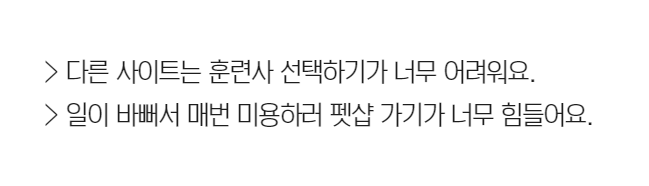 > 다른 사이트는 훈련사 선택하기가 너무 어려워요.
> 일이 바빠서 매번 미용하러 펫샵 가기가 너무 힘들어요.